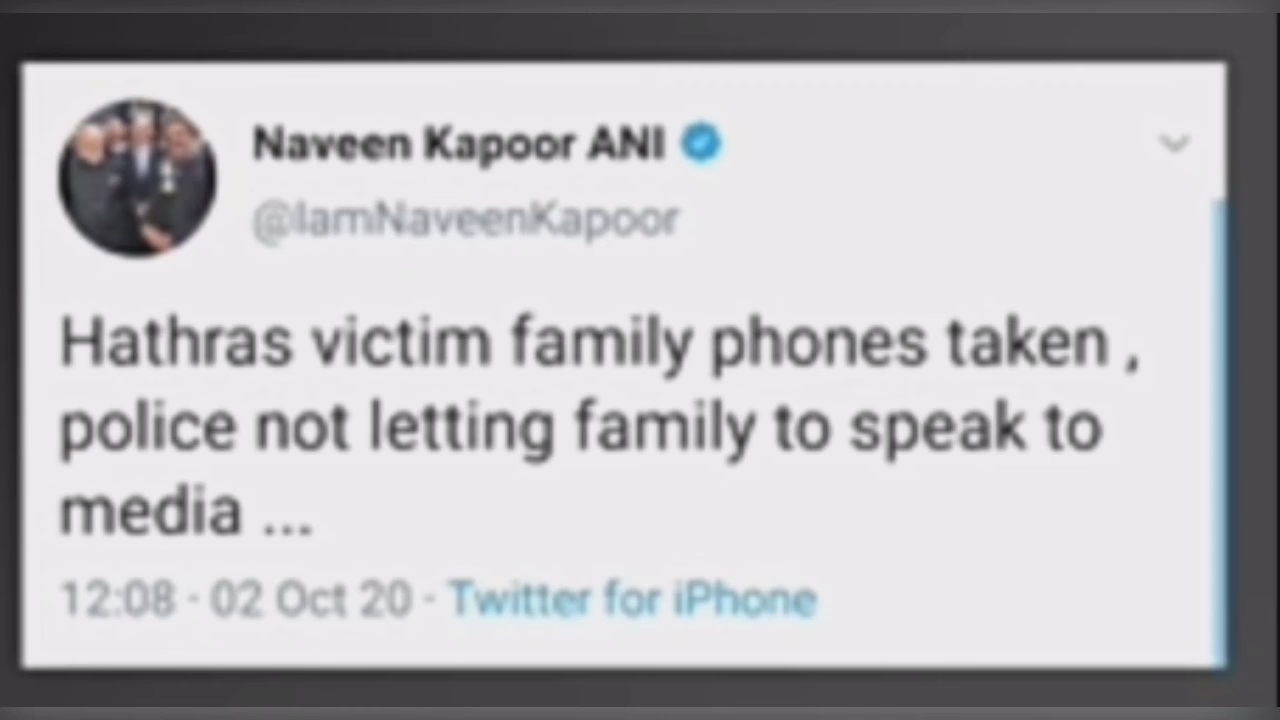 Naveen Kapoor ANI
@IamNaveenKapoor
Hathras victim family phones taken ,
police not letting family to speak to
media ...
12:08 · 02 Oct 20 · Twitter for iPhone